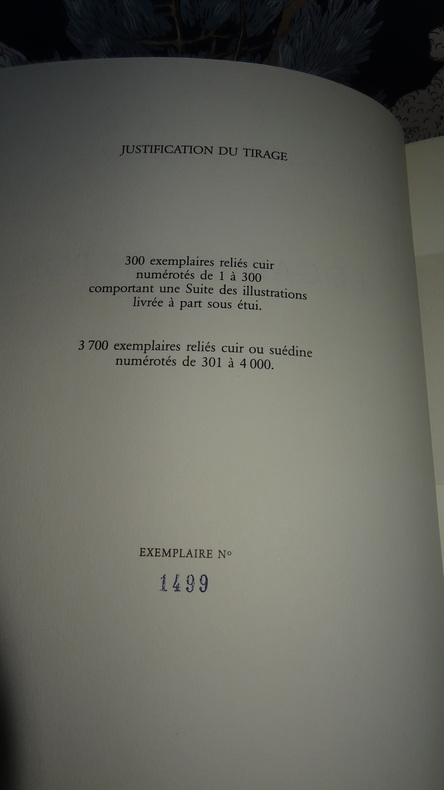 JUSTIFICATION DU TIRAGE
300 exemplaires reliés cuir
numérotés de 1 à 300
comportant une Suite des illustrations
livrée à part sous étui.
3 700 exemplaires reliés cuir ou suédine
numérotés de 301 à 4 000.
EXEMPLAIRE Nº
1499